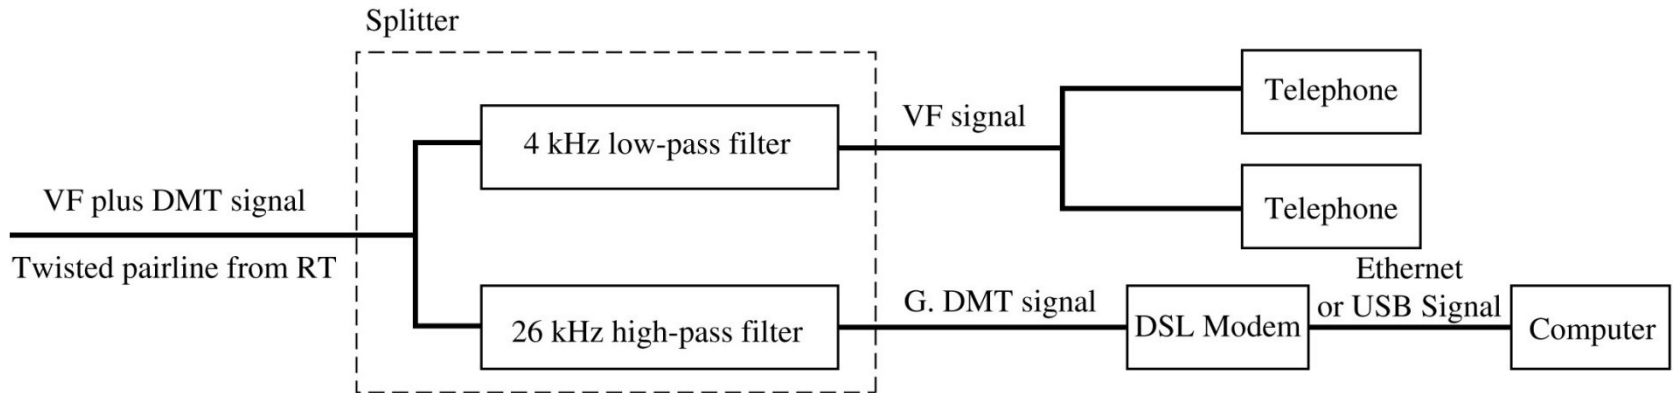 Splitter
4 kHz low-pass filter
VF signal
Telephone
Telephone
VF plus DMT signal
Twisted pairline from RT
26 kHz high-pass filter
G. DMT signal
DSL Modem
Ethernet
or USB Signal
Computer